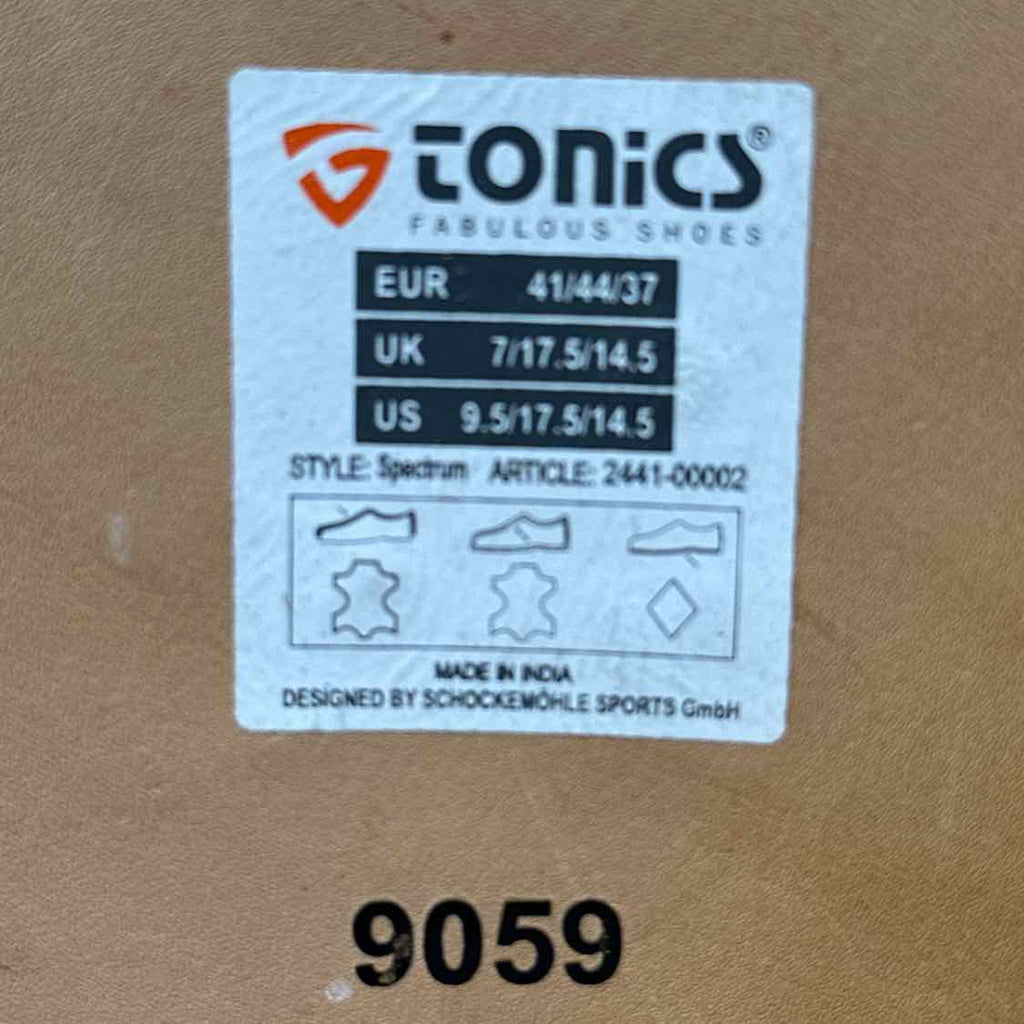 tonics®
FABULOUS SHOES
EUR 41/44/37
UK 7/17.5/14.5
US 9.5/17.5/14.5
STYLE: Spectrum ARTICLE: 2441-00002
MADE IN INDIA
DESIGNED BY SCHOCKEMÖHLE SPORTS GmbH
9059